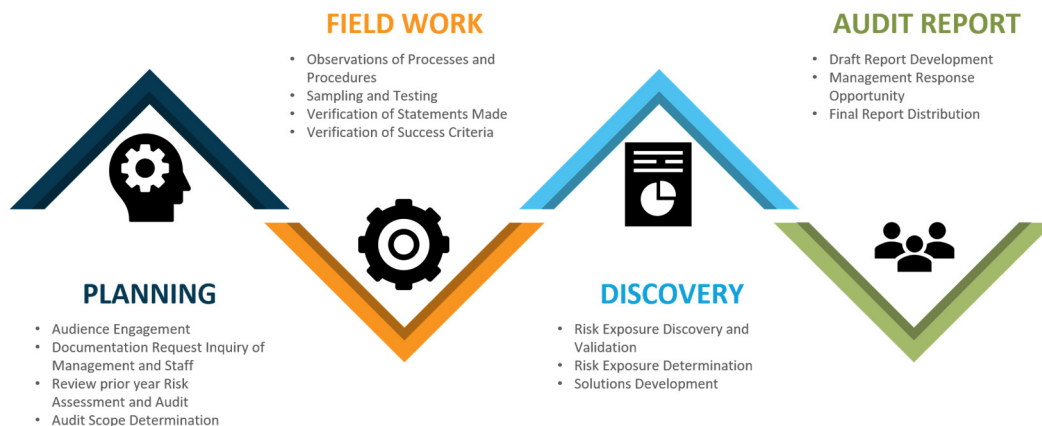 PLANNING
• Audience Engagement
• Documentation Request Inquiry of
Management and Staff
• Review prior year Risk
Assessment and Audit
• Audit Scope Determination
FIELD WORK
• Observations of Processes and
Procedures
• Sampling and Testing
• Verification of Statements Made
• Verification of Success Criteria
DISCOVERY
• Risk Exposure Discovery and
Validation
• Risk Exposure Determination
• Solutions Development
AUDIT REPORT
• Draft Report Development
• Management Response
Opportunity
• Final Report Distribution